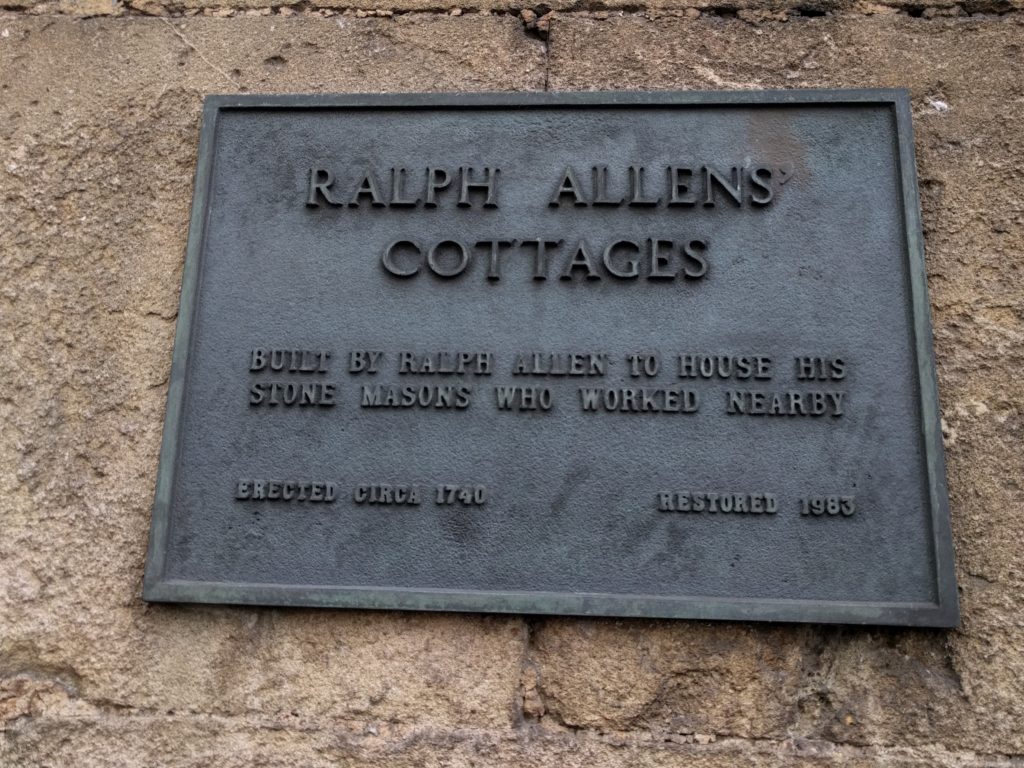 RALPH ALLENS'
COTTAGES
BUILT BY RALPH ALLEN TO HOUSE HIS
STONE MASONS WHO WORKED NEARBY
ERECTED CIRCA 1740 RESTORED 1983